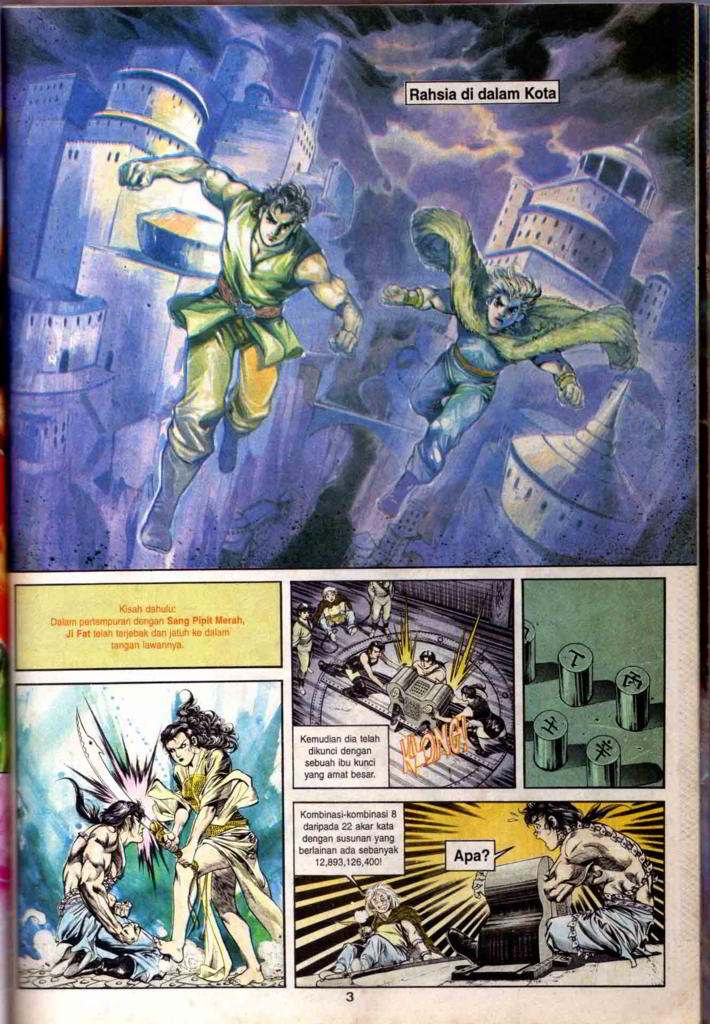 Rahsia di dalam Kota
Kisah dahulu:
Dalam pertempuran dengan Sang Pipit Merah,
Ji Fat telah terjebak dan jatuh ke dalam
tangan lawannya.
Kemudian dia telah
dikunci dengan
sebuah ibu kunci
yang amat besar.
KLONG!
Kombinasi-kombinasi 8
daripada 22 akar kata
dengan susunan yang
berlainan ada sebanyak
12,893,126,400!
Apa?
3